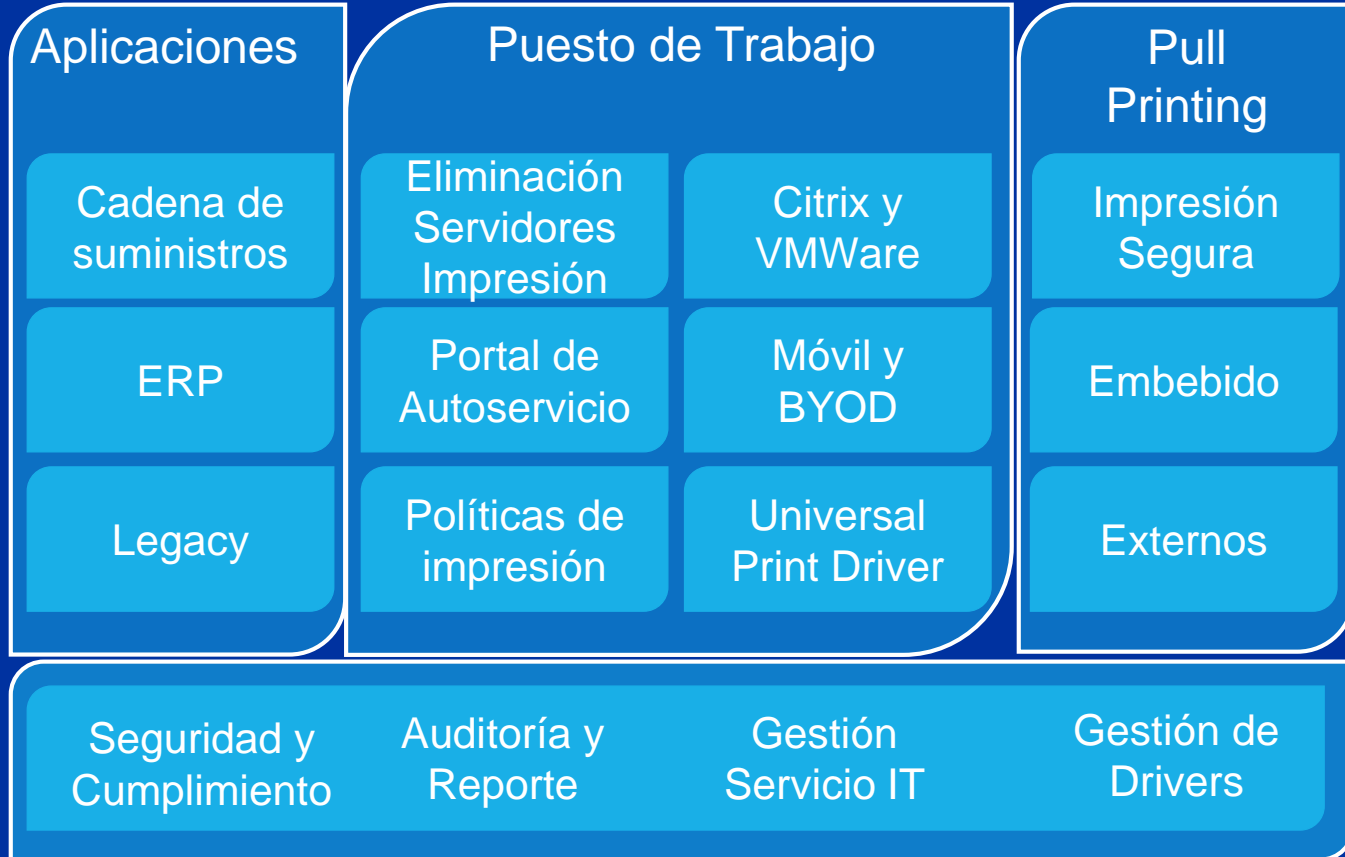 Aplicaciones
Cadena de
suministros
ERP
Legacy
Puesto de Trabajo
Eliminación
Servidores
Impresión
Citrix y
VMWare
Portal de
Autoservicio
Móvil y
BYOD
Políticas de
impresión
Universal
Print Driver
Pull
Printing
Impresión
Segura
Embebido
Externos
Seguridad y
Cumplimiento
Auditoría y
Reporte
Gestión
Servicio IT
Gestión de
Drivers